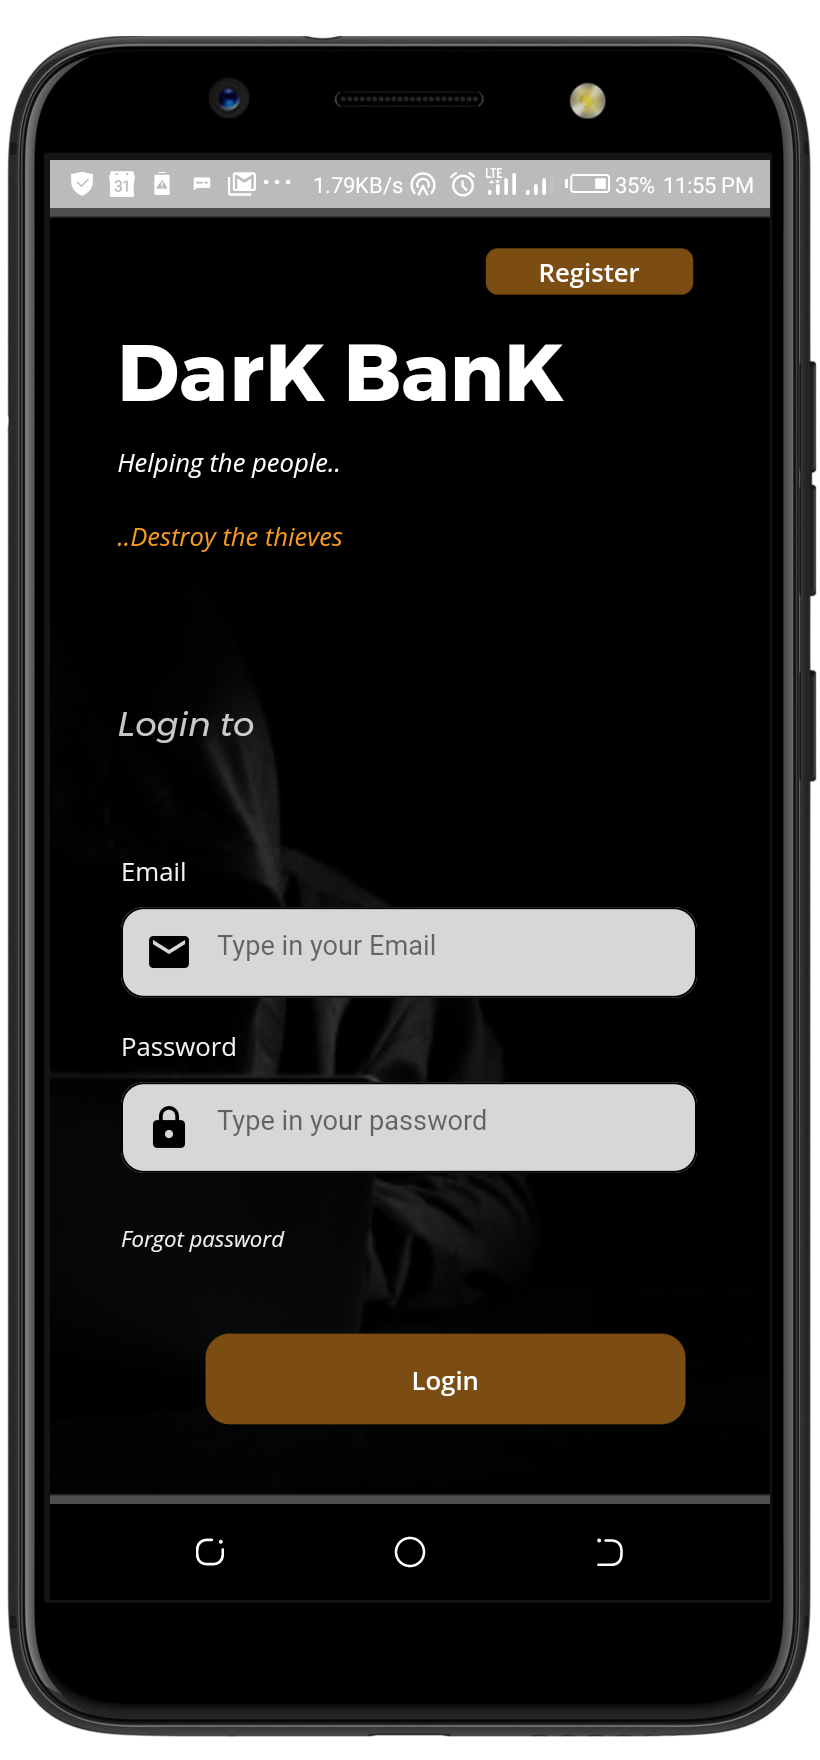 31 ... 1.79KB/s LTE 35% 11:55 PM
Register
DarK BanK
Helping the people..
..Destroy the thieves
Login to
Email
Type in your Email
Password
Type in your password
Forgot password
Login